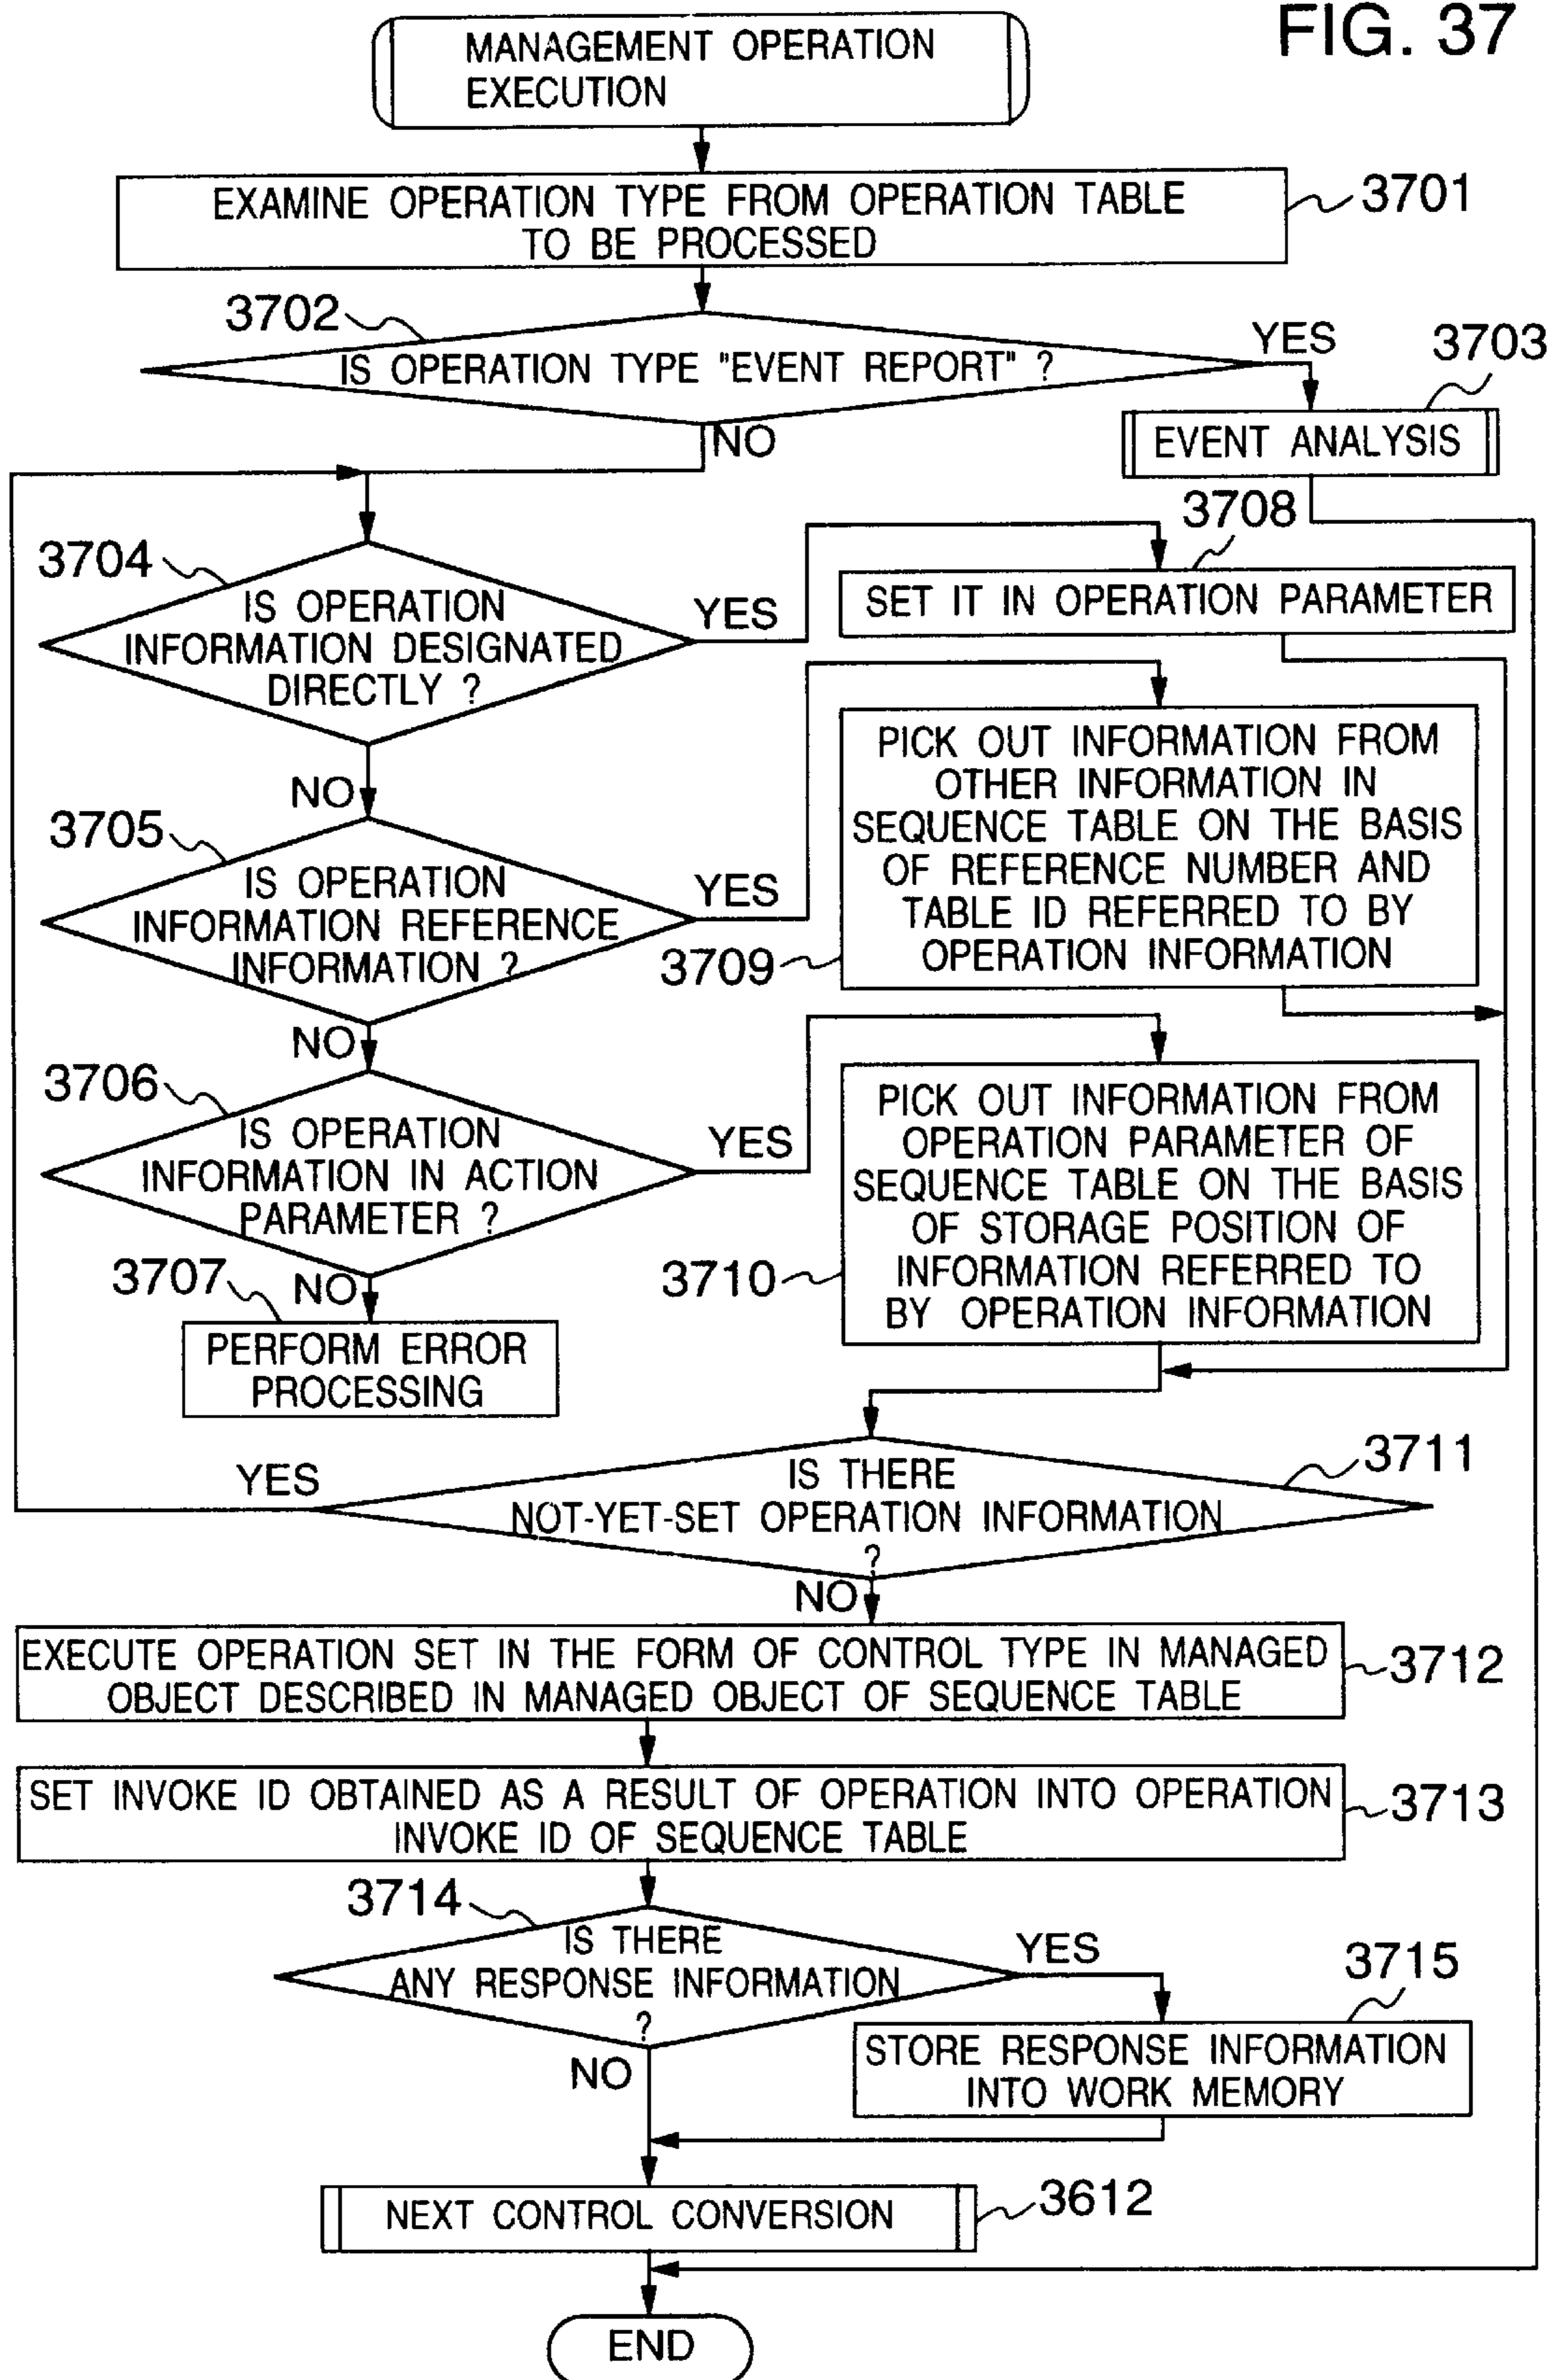 FIG. 37
MANAGEMENT OPERATION
EXECUTION
EXAMINE OPERATION TYPE FROM OPERATION TABLE
TO BE PROCESSED
3701
3702
IS OPERATION TYPE "EVENT REPORT" ?
YES
3703
NO
EVENT ANALYSIS
3704
IS OPERATION
INFORMATION DESIGNATED
DIRECTLY ?
YES
3708
SET IT IN OPERATION PARAMETER
NO
3705
IS OPERATION
INFORMATION REFERENCE
INFORMATION ?
YES
3709
PICK OUT INFORMATION FROM
OTHER INFORMATION IN
SEQUENCE TABLE ON THE BASIS
OF REFERENCE NUMBER AND
TABLE ID REFERRED TO BY
OPERATION INFORMATION
NO
3706
IS OPERATION
INFORMATION IN ACTION
PARAMETER ?
YES
3710
PICK OUT INFORMATION FROM
OPERATION PARAMETER OF
SEQUENCE TABLE ON THE BASIS
OF STORAGE POSITION OF
INFORMATION REFERRED TO
BY OPERATION INFORMATION
3707
NO
PERFORM ERROR
PROCESSING
YES
IS THERE
NOT-YET-SET OPERATION INFORMATION
?
3711
NO
EXECUTE OPERATION SET IN THE FORM OF CONTROL TYPE IN MANAGED
OBJECT DESCRIBED IN MANAGED OBJECT OF SEQUENCE TABLE
3712
SET INVOKE ID OBTAINED AS A RESULT OF OPERATION INTO OPERATION
INVOKE ID OF SEQUENCE TABLE
3713
3714
IS THERE
ANY RESPONSE INFORMATION
?
YES
3715
NO
STORE RESPONSE INFORMATION
INTO WORK MEMORY
NEXT CONTROL CONVERSION
3612
END